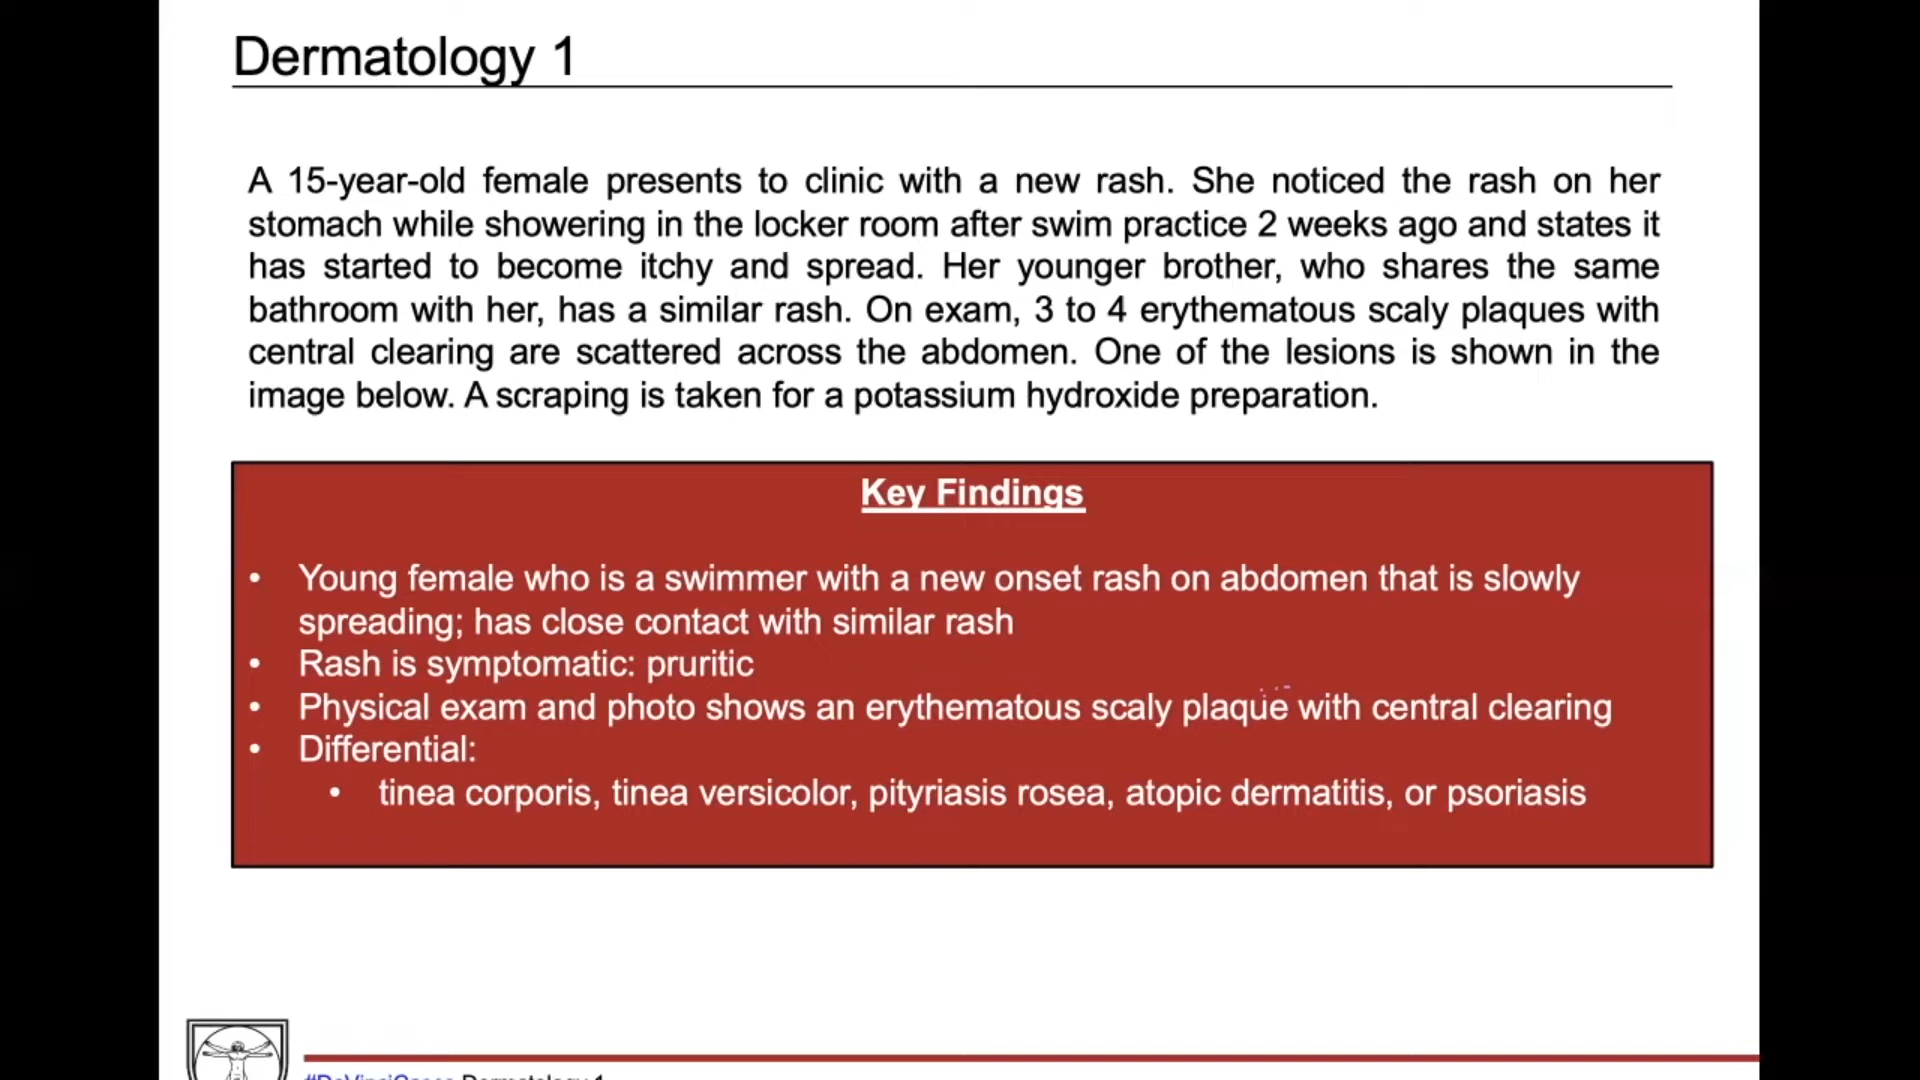 Dermatology 1
A 15-year-old female presents to clinic with a new rash. She noticed the rash on her
stomach while showering in the locker room after swim practice 2 weeks ago and states it
has started to become itchy and spread. Her younger brother, who shares the same
bathroom with her, has a similar rash. On exam, 3 to 4 erythematous scaly plaques with
central clearing are scattered across the abdomen. One of the lesions is shown in the
image below. A scraping is taken for a potassium hydroxide preparation.
Key Findings
• Young female who is a swimmer with a new onset rash on abdomen that is slowly
spreading; has close contact with similar rash
• Rash is symptomatic: pruritic
• Physical exam and photo shows an erythematous scaly plaque with central clearing
• Differential:
• tinea corporis, tinea versicolor, pityriasis rosea, atopic dermatitis, or psoriasis
#DaVinciCases Dermatology 1